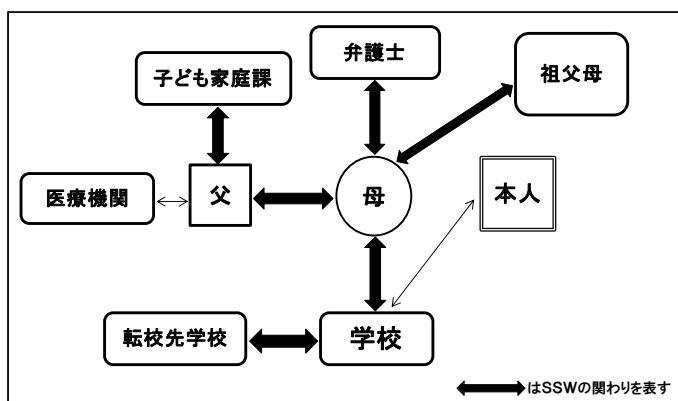 弁護士
子ども家庭課
祖父母
医療機関
父
母
本人
転校先学校
学校
はSSWの関わりを表す